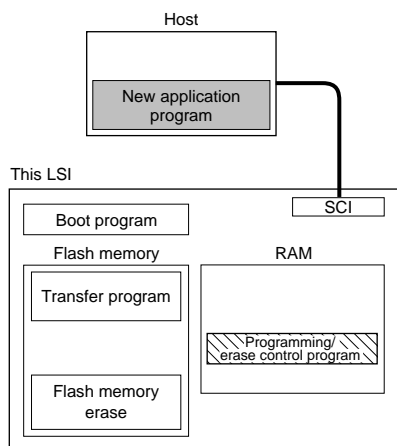 Host
New application
program
This LSI
SCI
Boot program
Flash memory
RAM
Transfer program
Programming/
erase control program
Flash memory
erase